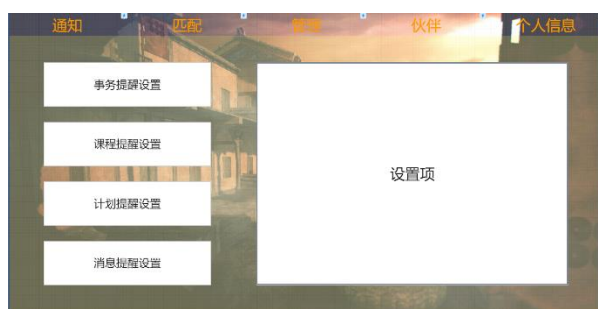 通知
匹配
管理
伙伴
个人信息
事务提醒设置
课程提醒设置
计划提醒设置
消息提醒设置
设置项